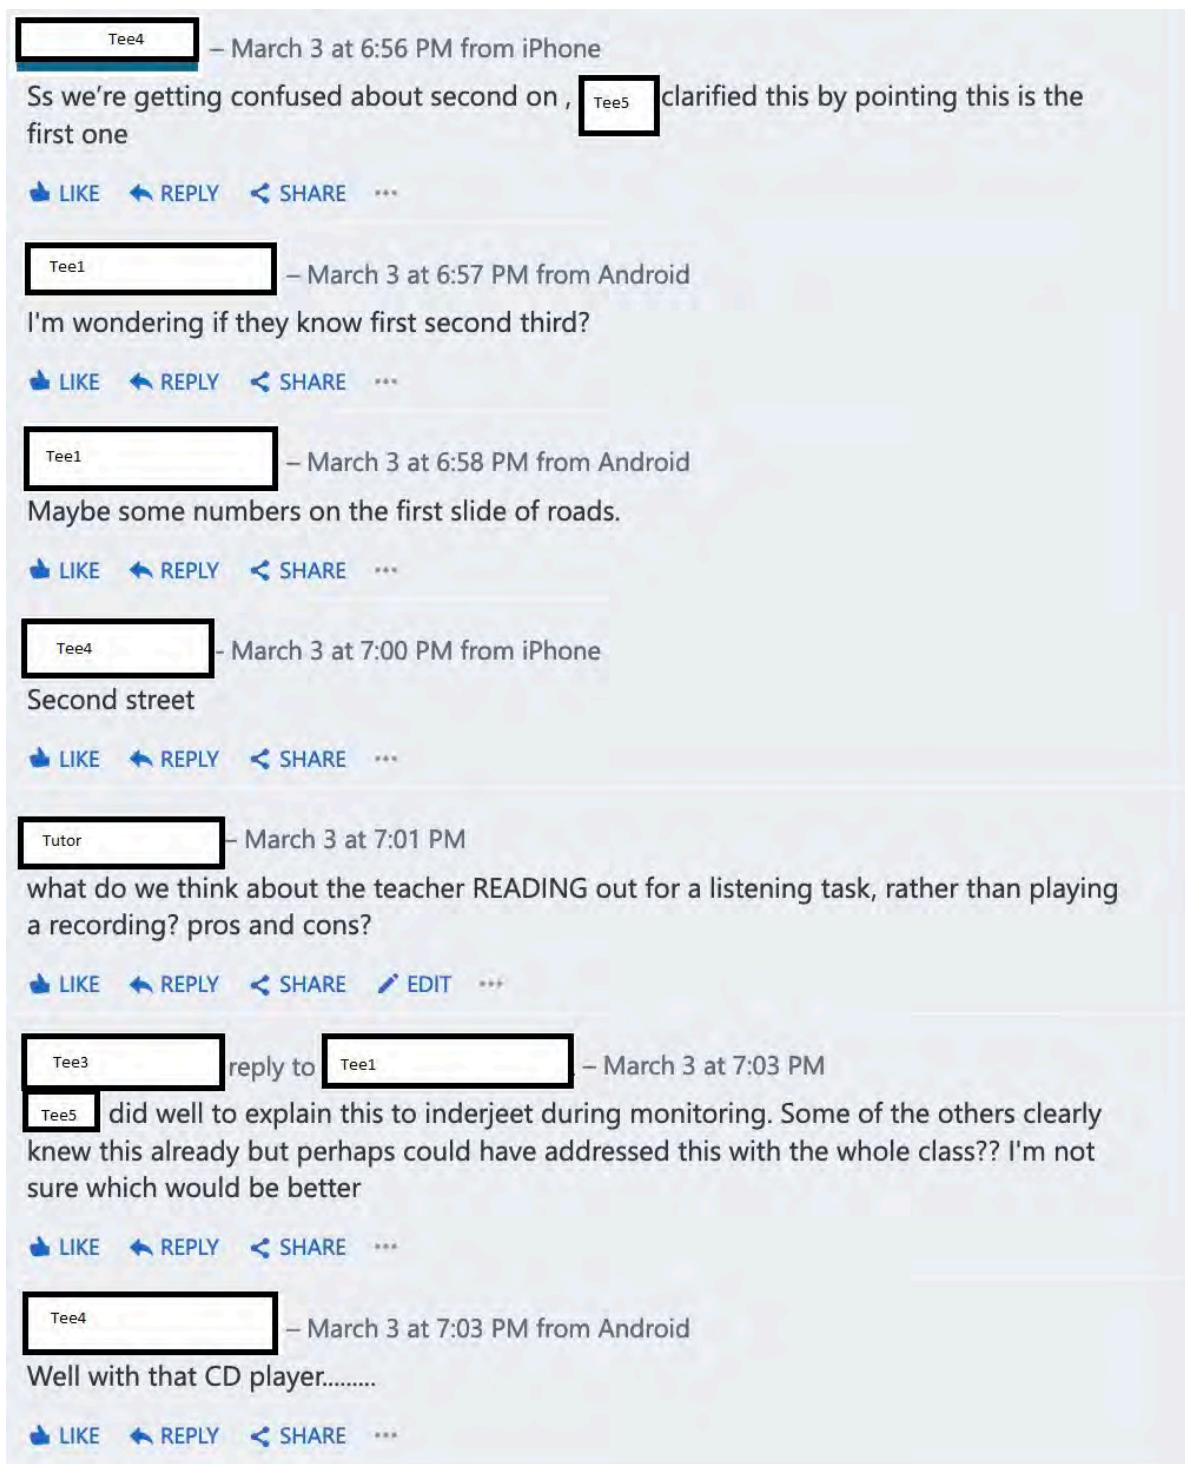 Tee4 – March 3 at 6:56 PM from iPhone
Ss we're getting confused about second on , Tee5 clarified this by pointing this is the
first one
LIKE REPLY SHARE ...
Tee1 – March 3 at 6:57 PM from Android
I'm wondering if they know first second third?
LIKE REPLY SHARE ...
Tee1 – March 3 at 6:58 PM from Android
Maybe some numbers on the first slide of roads.
LIKE REPLY SHARE ...
Tee4 - March 3 at 7:00 PM from iPhone
Second street
LIKE REPLY SHARE ...
Tutor – March 3 at 7:01 PM
what do we think about the teacher READING out for a listening task, rather than playing
a recording? pros and cons?
LIKE REPLY SHARE EDIT ...
Tee3 reply to Tee1 – March 3 at 7:03 PM
Tee5 did well to explain this to inderjeet during monitoring. Some of the others clearly
knew this already but perhaps could have addressed this with the whole class?? I'm not
sure which would be better
LIKE REPLY SHARE ...
Tee4 – March 3 at 7:03 PM from Android
Well with that CD player.........
LIKE REPLY SHARE ...